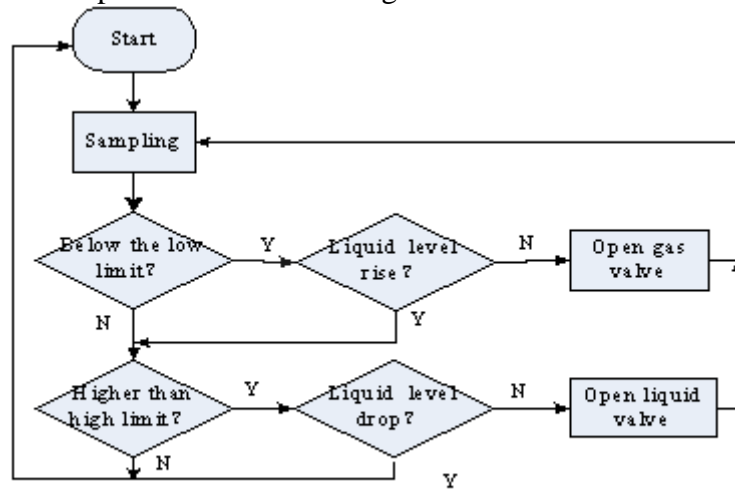 Start
Sampling
Below the low
limit?
Y
Liquid level
rise?
N
Open gas
valve
N
Y
Higher than
high limit?
Y
Liquid level
drop?
N
Open liquid
valve
N
Y